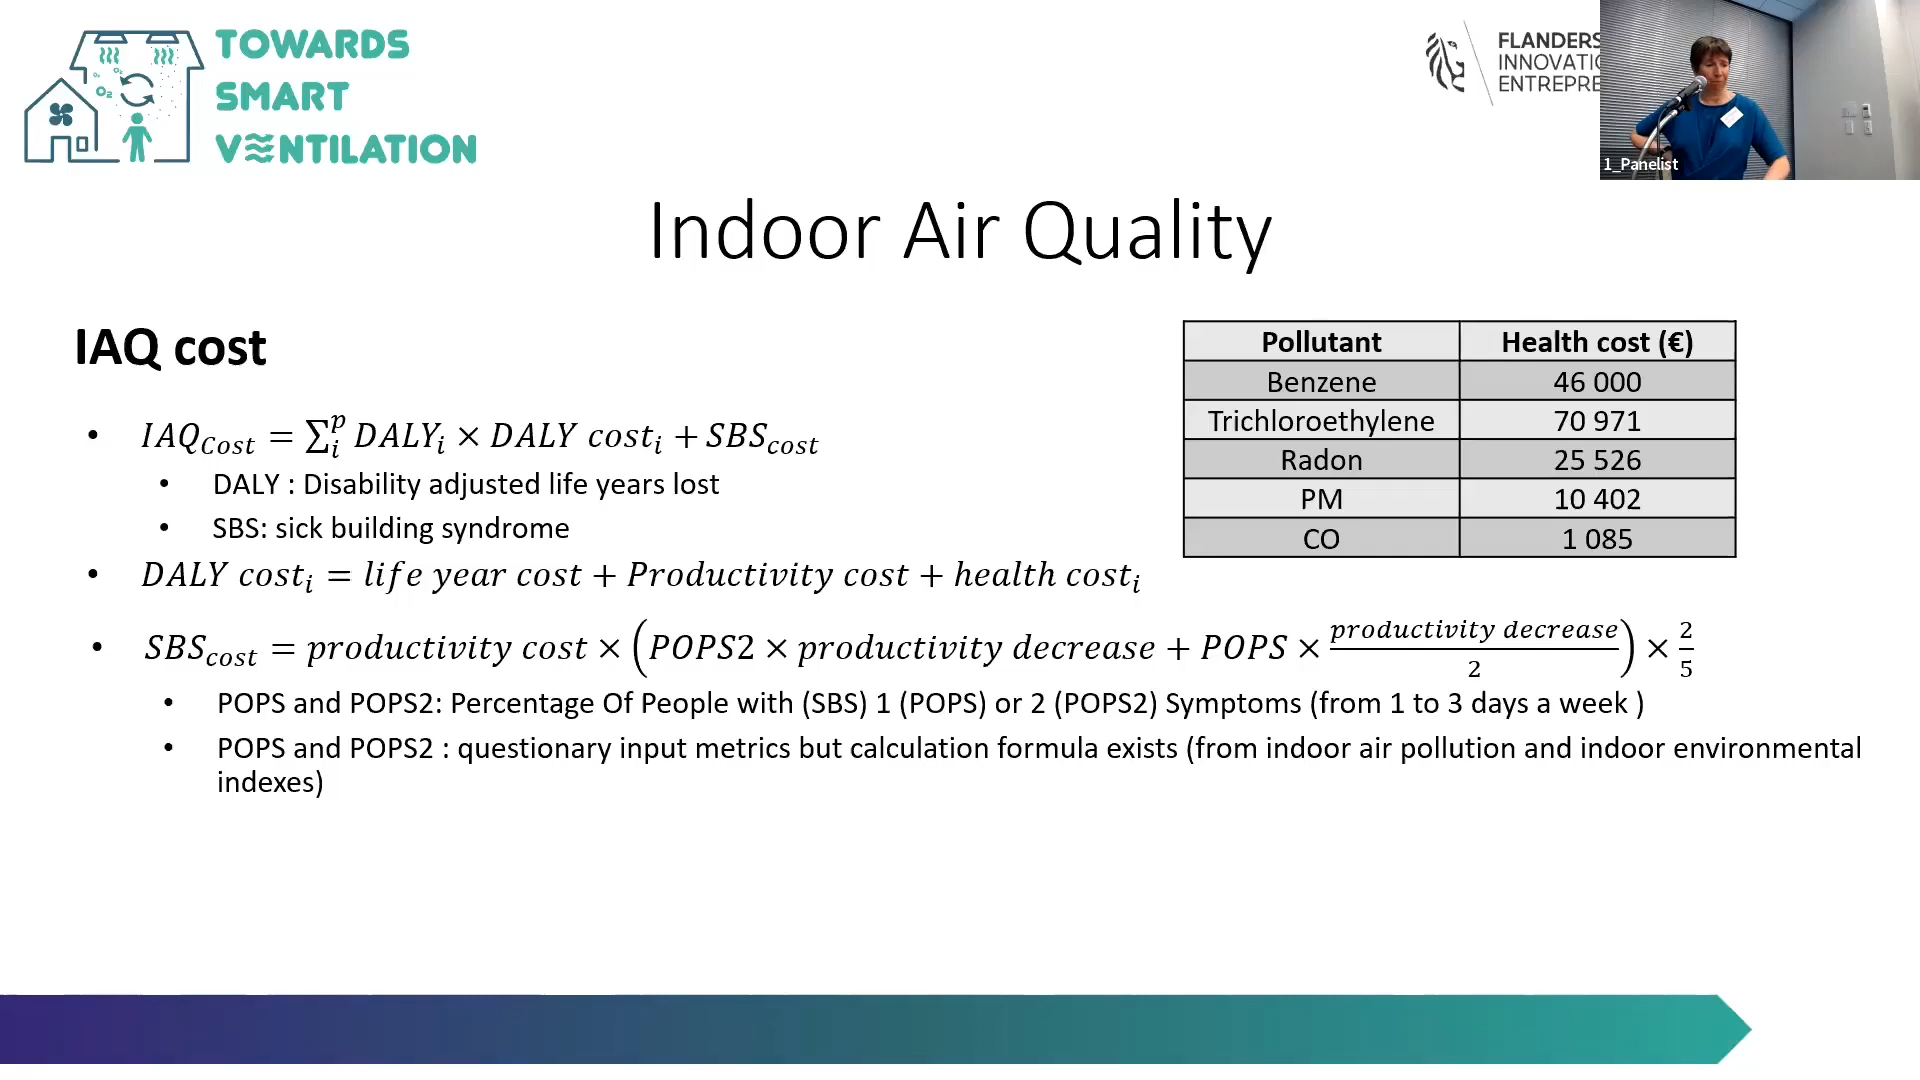 TOWARDS
SMART
VENTILATION
O₂
FLANDERS
INNOVATI
ENTREPRE
1_Panelist
Indoor Air Quality
IAQ cost
Pollutant Health cost (€)
Benzene 46 000
Trichloroethylene 70 971
Radon 25 526
PM 10 402
CO 1 085
• IAQ_Cost = ∑_i^p DALY_i × DALY cost_i + SBS_cost
• DALY : Disability adjusted life years lost
• SBS: sick building syndrome
• DALY cost_i = life year cost + Productivity cost + health cost_i
• SBS_cost = productivity cost × (POPS2 × productivity decrease + POPS × productivity decrease/2) × 2/5
• POPS and POPS2: Percentage Of People with (SBS) 1 (POPS) or 2 (POPS2) Symptoms (from 1 to 3 days a week )
• POPS and POPS2 : questionary input metrics but calculation formula exists (from indoor air pollution and indoor environmental
indexes)